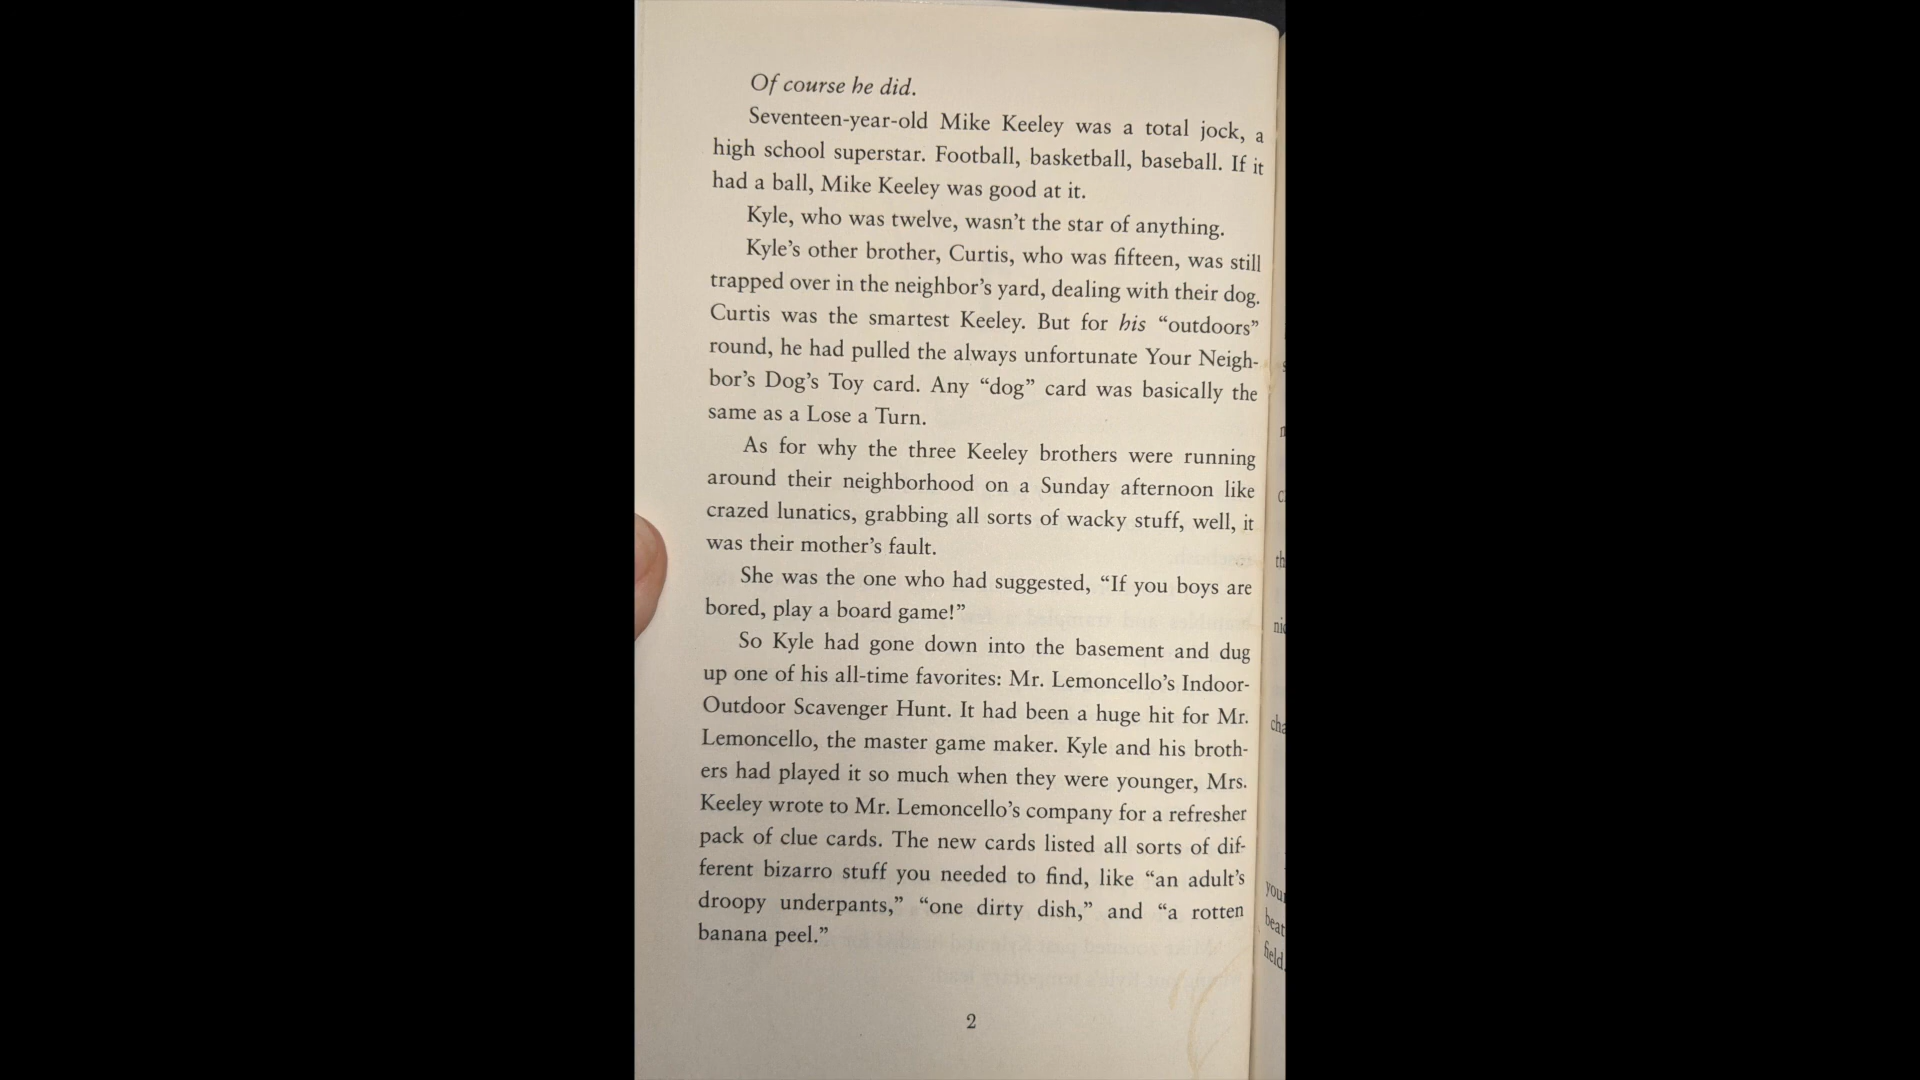 Of course he did.
Seventeen-year-old Mike Keeley was a total jock, a
high school superstar. Football, basketball, baseball. If it
had a ball, Mike Keeley was good at it.
Kyle, who was twelve, wasn't the star of anything.
Kyle's other brother, Curtis, who was fifteen, was still
trapped over in the neighbor's yard, dealing with their dog.
Curtis was the smartest Keeley. But for his “outdoors”
round, he had pulled the always unfortunate Your Neigh-
bor's Dog's Toy card. Any “dog” card was basically the
same as a Lose a Turn.
As for why the three Keeley brothers were running
around their neighborhood on a Sunday afternoon like
crazed lunatics, grabbing all sorts of wacky stuff, well, it
was their mother's fault.
She was the one who had suggested, “If you boys are
bored, play a board game!”
So Kyle had gone down into the basement and dug
up one of his all-time favorites: Mr. Lemoncello's Indoor-
Outdoor Scavenger Hunt. It had been a huge hit for Mr.
Lemoncello, the master game maker. Kyle and his broth-
ers had played it so much when they were younger, Mrs.
Keeley wrote to Mr. Lemoncello's company for a refresher
pack of clue cards. The new cards listed all sorts of dif-
ferent bizarro stuff you needed to find, like “an adult's
droopy underpants,” “one dirty dish,” and “a rotten
banana peel.”
2